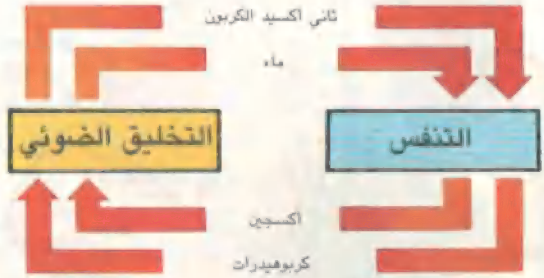 ثاني اكسيد الكربون
ماء
التنفس
التخليق الضوئي
اكسجين
كربوهيدرات